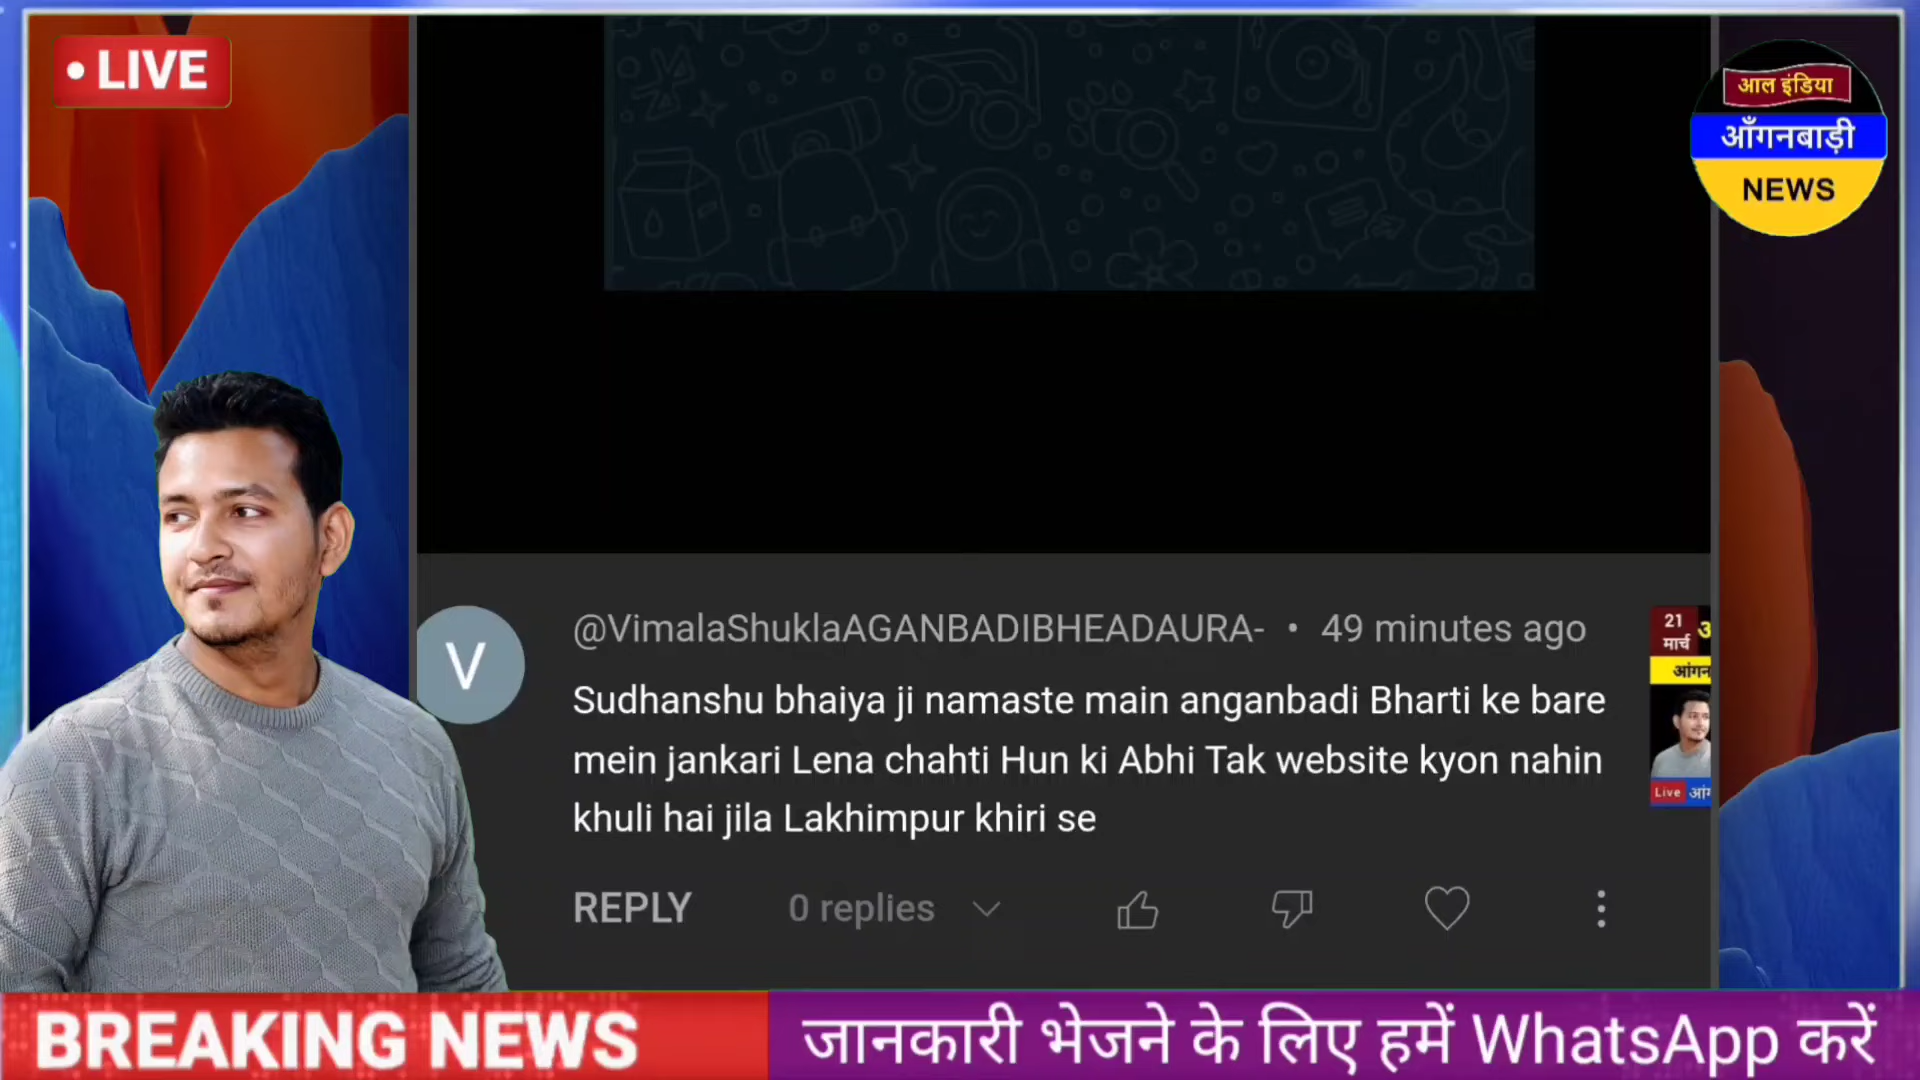 • LIVE
आल इंडिया
आँगनबाड़ी
NEWS
V
@VimalaShuklaAGANBADIBHEADAURA- • 49 minutes ago
Sudhanshu bhaiya ji namaste main anganbadi Bharti ke bare
mein jankari Lena chahti Hun ki Abhi Tak website kyon nahin
khuli hai jila Lakhimpur khiri se
21
मार्च
Live
REPLY
0 replies
BREAKING NEWS
जानकारी भेजने के लिए हमें WhatsApp करें